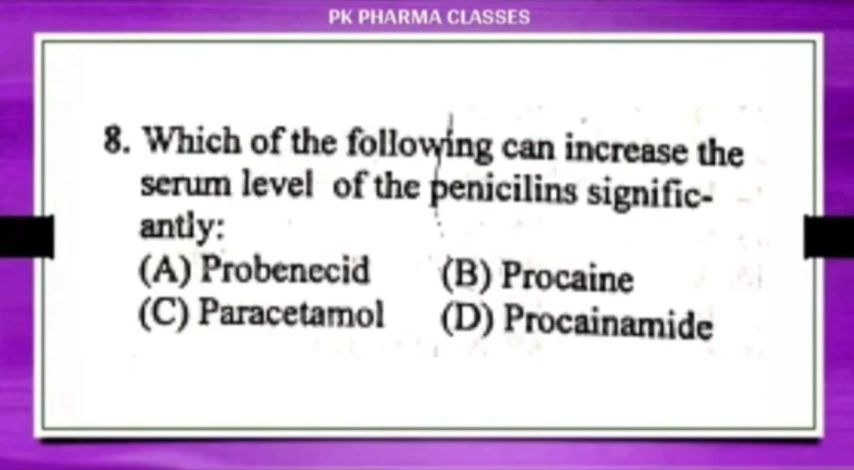 PK PHARMA CLASSES
8. Which of the following can increase the
serum level of the penicilins signific-
antly:
(A) Probenecid (B) Procaine
(C) Paracetamol (D) Procainamide